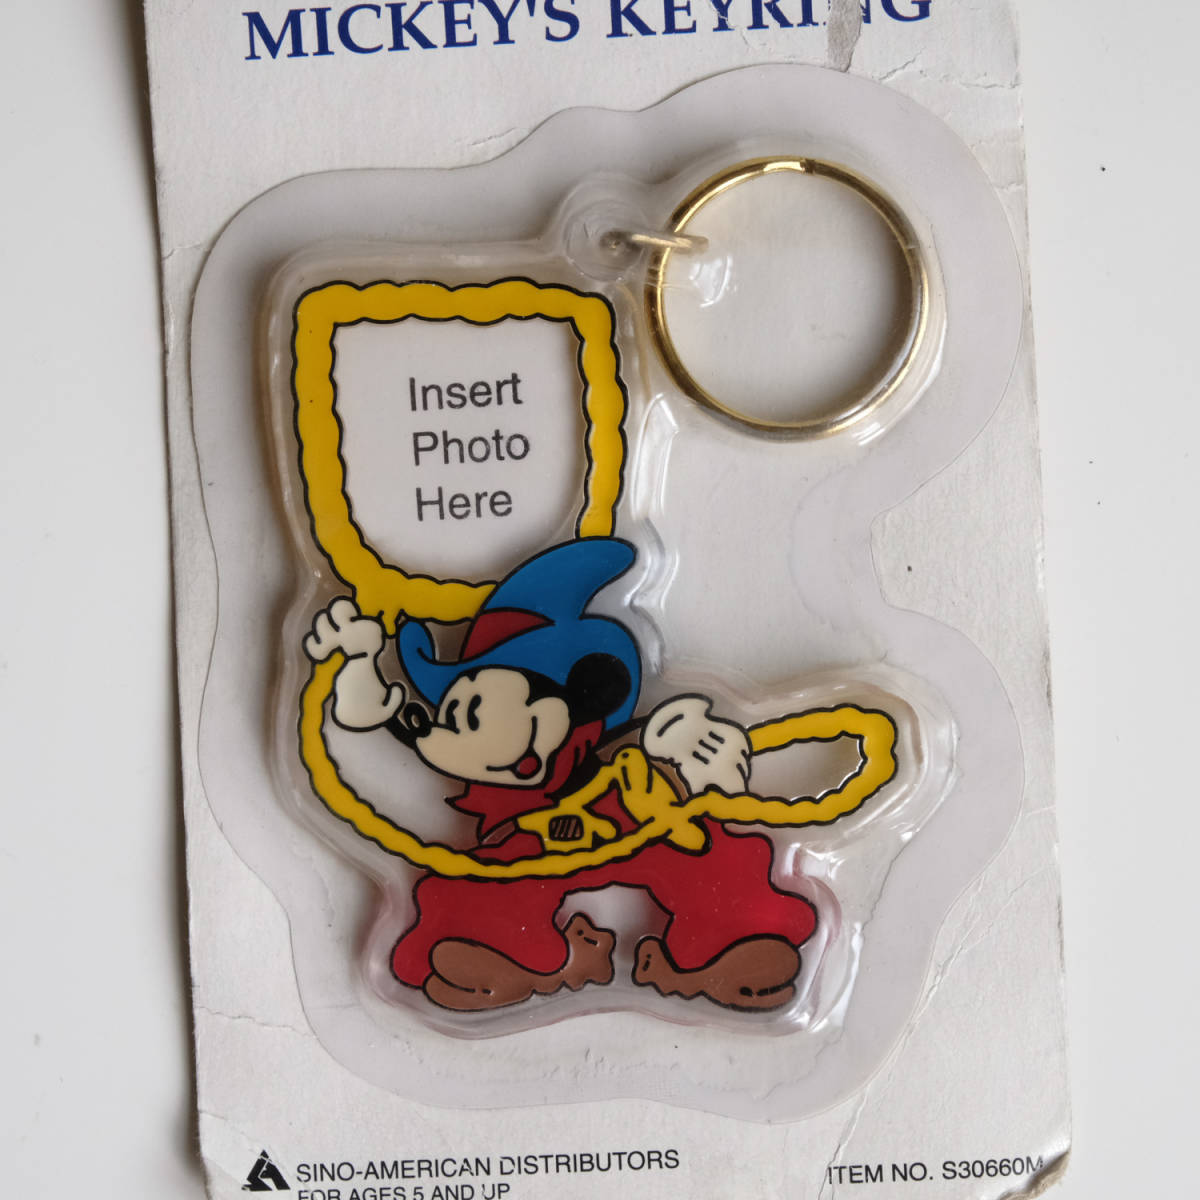 MICKEY'S KEYRING
Insert
Photo
Here
SINO-AMERICAN DISTRIBUTORS
FOR AGES 5 AND UP
ITEM NO. S30660M